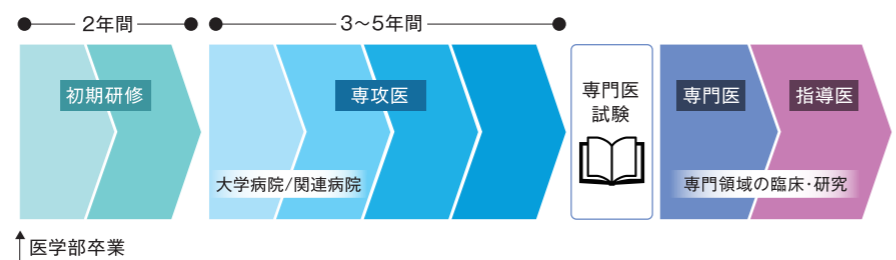 2年間
3〜5年間
初期研修
専攻医
専門医
試験
専門医
指導医
大学病院/関連病院
専門領域の臨床・研究
医学部卒業